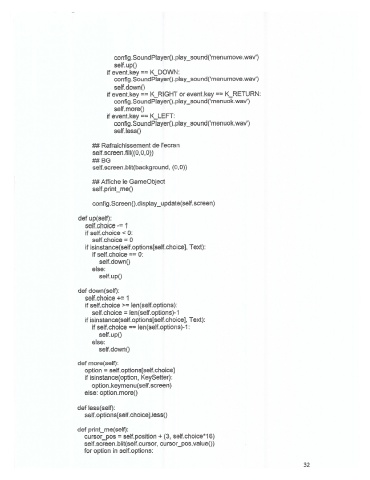 config.SoundPlayer().play_sound('menumove.wav')
self.up()
if event.key == K_DOWN:
config.SoundPlayer().play_sound('menumove.wav')
self.down()
if event.key == K_RIGHT or event.key == K_RETURN:
config.SoundPlayer().play_sound('menuok.wav')
self.more()
if event.key == K_LEFT:
config.SoundPlayer().play_sound('menuok.wav')
self.less()
## Rafraichissement de l'ecran
self.screen.fill((0,0,0))
## BG
self.screen.blit(background, (0,0))
## Affiche le GameObject
self.print_me()
config.Screen().display_update(self.screen)
def up(self):
self.choice -= 1
if self.choice < 0:
self.choice = 0
if isinstance(self.options[self.choice], Text):
if self.choice == 0:
self.down()
else:
self.up()
def down(self):
self.choice += 1
if self.choice >= len(self.options):
self.choice = len(self.options)-1
if isinstance(self.options[self.choice], Text):
if self.choice == len(self.options)-1:
self.up()
else:
self.down()
def more(self):
option = self.options[self.choice]
if isinstance(option, KeySetter):
option.keymenu(self.screen)
else: option.more()
def less(self):
self.options[self.choice].less()
def print_me(self):
cursor_pos = self.position + (3, self.choice*16)
self.screen.blit(self.cursor, cursor_pos.value())
for option in self.options:
32